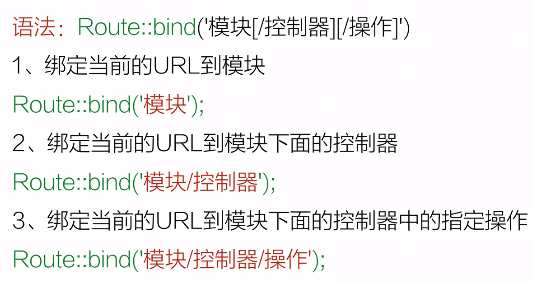 语法：Route::bind('模块[/控制器][/操作]')
1、绑定当前的URL到模块
Route::bind('模块');
2、绑定当前的URL到模块下面的控制器
Route::bind('模块/控制器');
3、绑定当前的URL到模块下面的控制器中的指定操作
Route::bind('模块/控制器/操作');